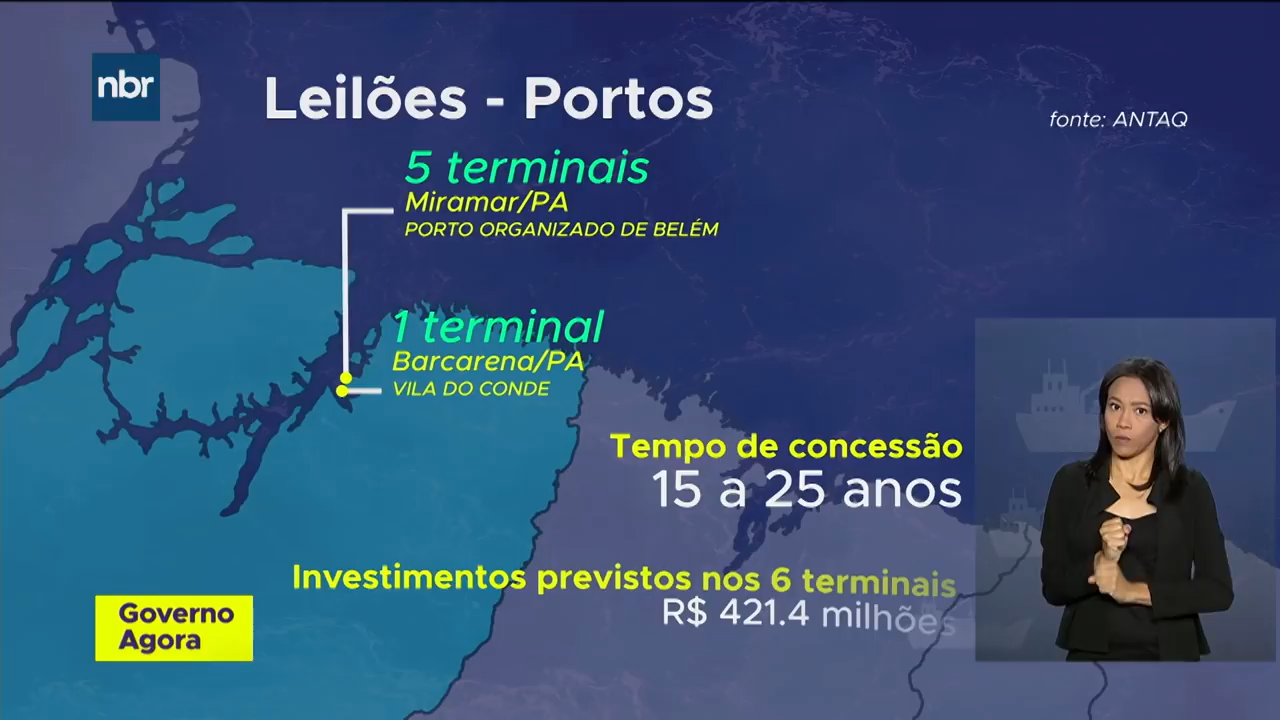 nbr
Leilões - Portos
fonte: ANTAQ
5 terminais
Miramar/PA
PORTO ORGANIZADO DE BELÉM
1 terminal
Barcarena/PA
VILA DO CONDE
Tempo de concessão
15 a 25 anos
Investimentos previstos nos 6 terminais
R$ 421.4 milhões
Governo
Agora